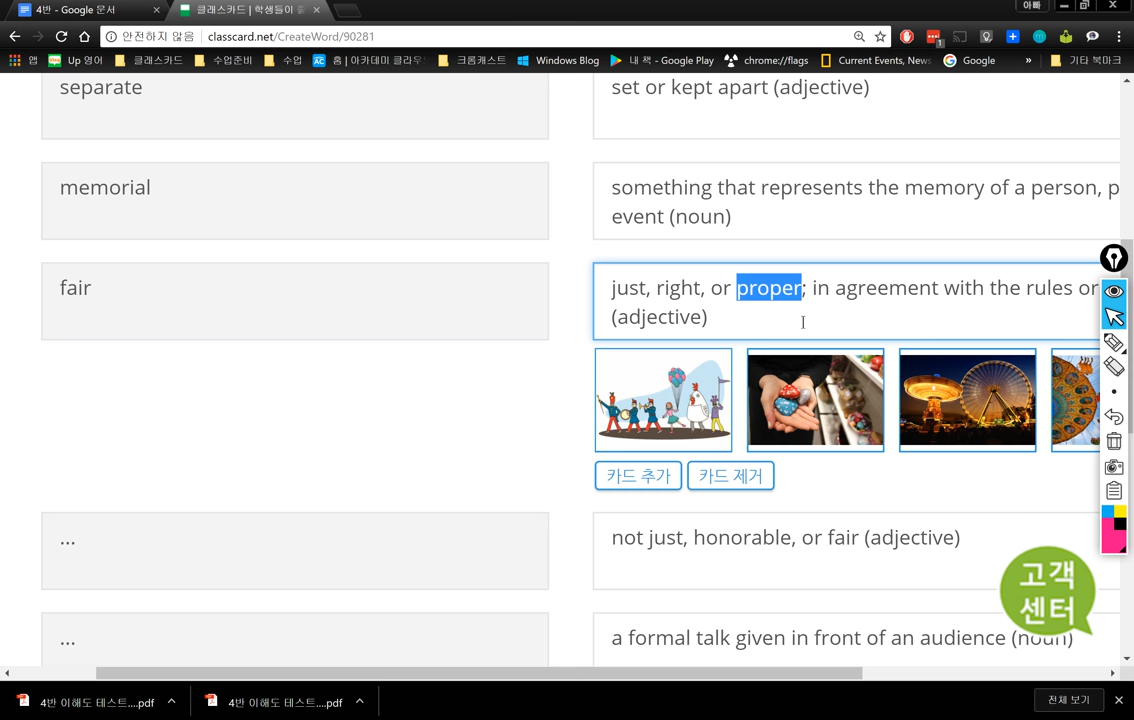 4반 - Google 문서
클래스카드 | 학생들이 좋
아빠
안전하지 않음
classcard.net/CreateWord/90281
1
앱
Up 영어
클래스카드
수업준비
수업
홈 | 아카데미 클라우
크롬캐스트
Windows Blog
내 책 - Google Play
chrome://flags
Current Events, News
Google
»
기타 북마크
separate
set or kept apart (adjective)
memorial
something that represents the memory of a person, p
event (noun)
fair
just, right, or proper; in agreement with the rules or
(adjective)
카드 추가
카드 제거
...
not just, honorable, or fair (adjective)
고객
센터
...
a formal talk given in front of an audience (noun)
4반 이해도 테스트....pdf
4반 이해도 테스트....pdf
전체 보기